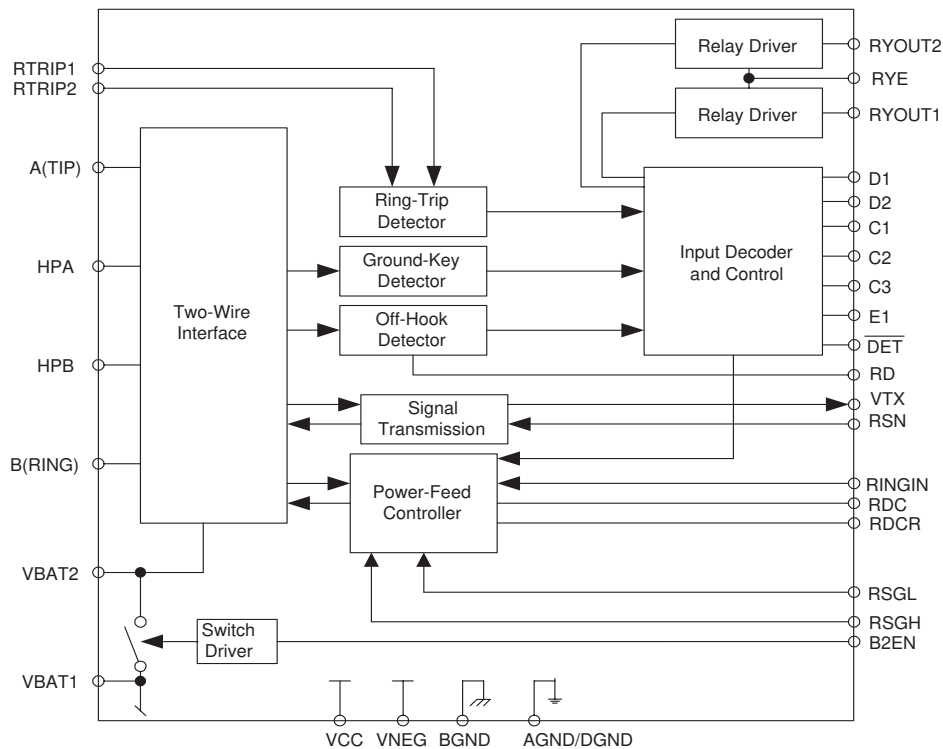 Relay Driver
RYOUT2
RYE
Relay Driver
RYOUT1
RTRIP1
RTRIP2
A(TIP)
HPA
HPB
B(RING)
VBAT2
VBAT1
Two-Wire
Interface
Ring-Trip
Detector
Ground-Key
Detector
Off-Hook
Detector
Signal
Transmission
Power-Feed
Controller
Switch
Driver
Input Decoder
and Control
D1
D2
C1
C2
C3
E1
DET
RD
VTX
RSN
RINGIN
RDC
RDCR
RSGL
RSGH
B2EN
VCC VNEG BGND AGND/DGND